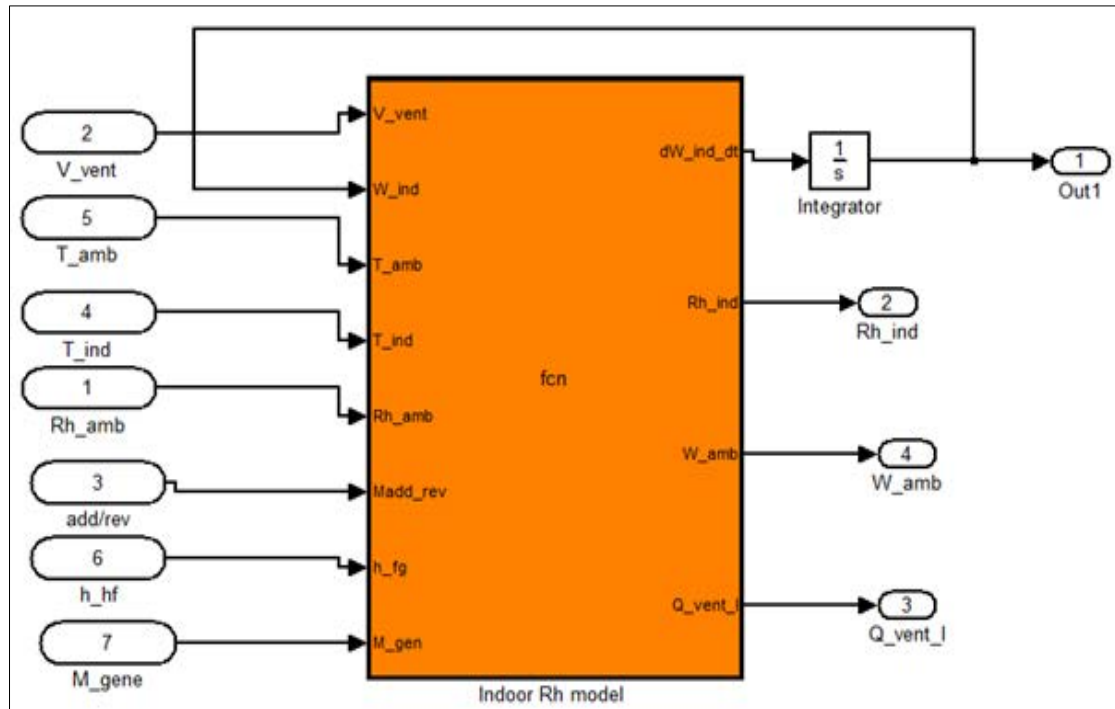 2
V_vent
5
T_amb
4
T_ind
1
Rh_amb
3
add/rev
6
h_hf
7
M_gene
V_vent
W_ind
T_amb
T_ind
Rh_amb
Madd_rev
h_fg
M_gen
fcn
dW_ind_dt
Rh_ind
W_amb
Q_vent_l
Indoor Rh model
1
s
Integrator
1
Out1
2
Rh_ind
4
W_amb
3
Q_vent_l